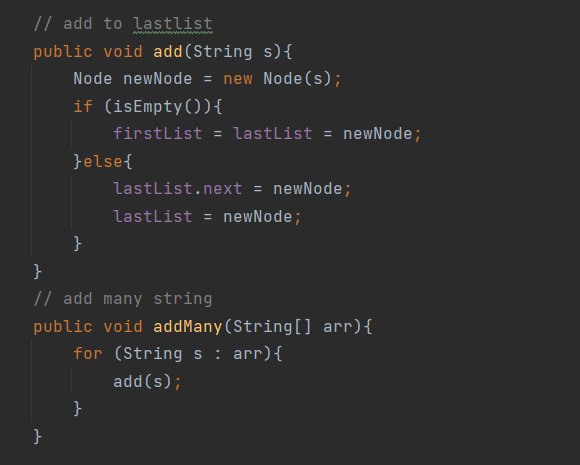 // add to lastlist
public void add(String s){
    Node newNode = new Node(s);
    if (isEmpty()){
        firstList = lastList = newNode;
    }else{
        lastList.next = newNode;
        lastList = newNode;
    }
}
// add many string
public void addMany(String[] arr){
    for (String s : arr){
        add(s);
    }
}